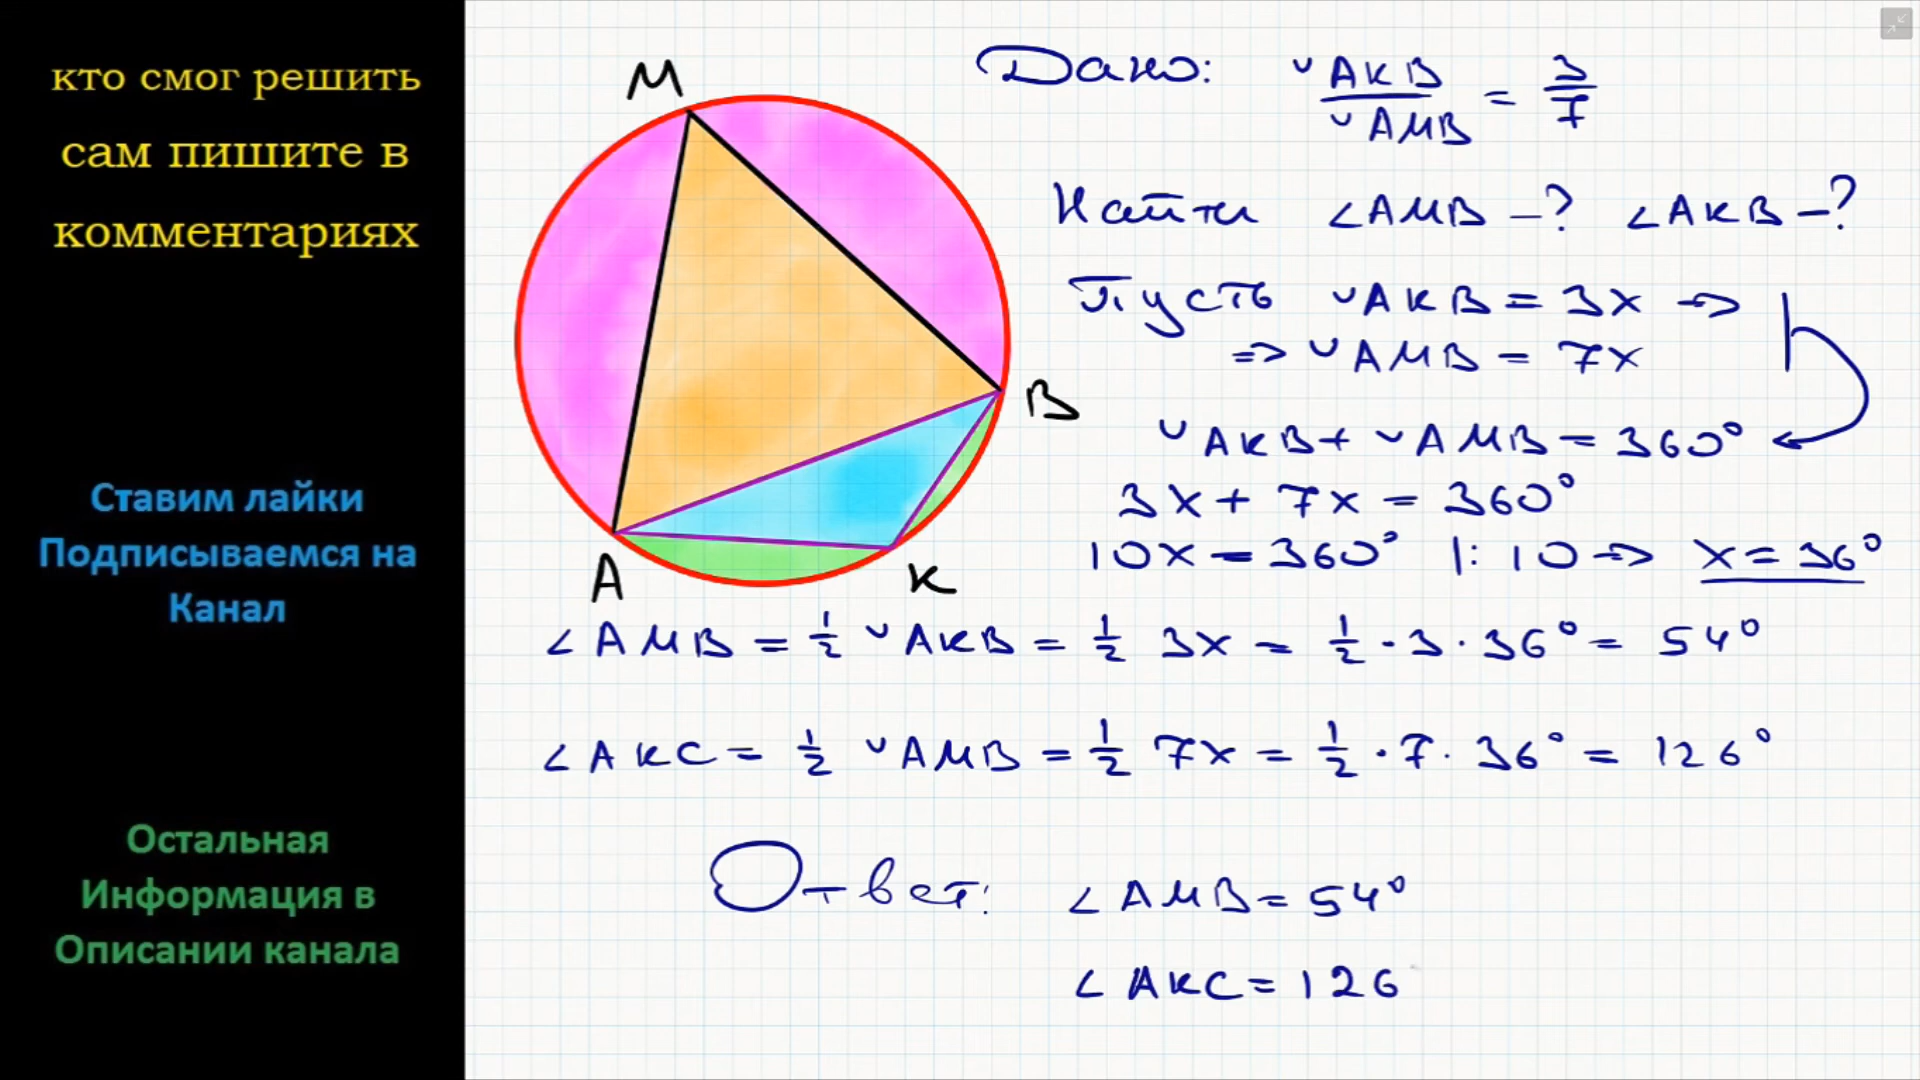 кто смог решить
сам пишите в
комментариях
Ставим лайки
Подписываемся на
Канал
Остальная
Информация в
Описании канала
M
B
A
K
Дано: ◡AKB / ◡AMB = 3/7
Найти ∠AMB –? ∠AKB –?
Пусть ◡AKB = 3x ⇒
⇒ ◡AMB = 7x
◡AKB + ◡AMB = 360°
3x + 7x = 360°
10x = 360° |: 10 ⇒ x = 36°
∠AMB = 1/2 ◡AKB = 1/2 3x = 1/2 · 3 · 36° = 54°
∠AKC = 1/2 ◡AMB = 1/2 7x = 1/2 · 7 · 36° = 126°
Ответ: ∠AMB = 54°
∠AKC = 126